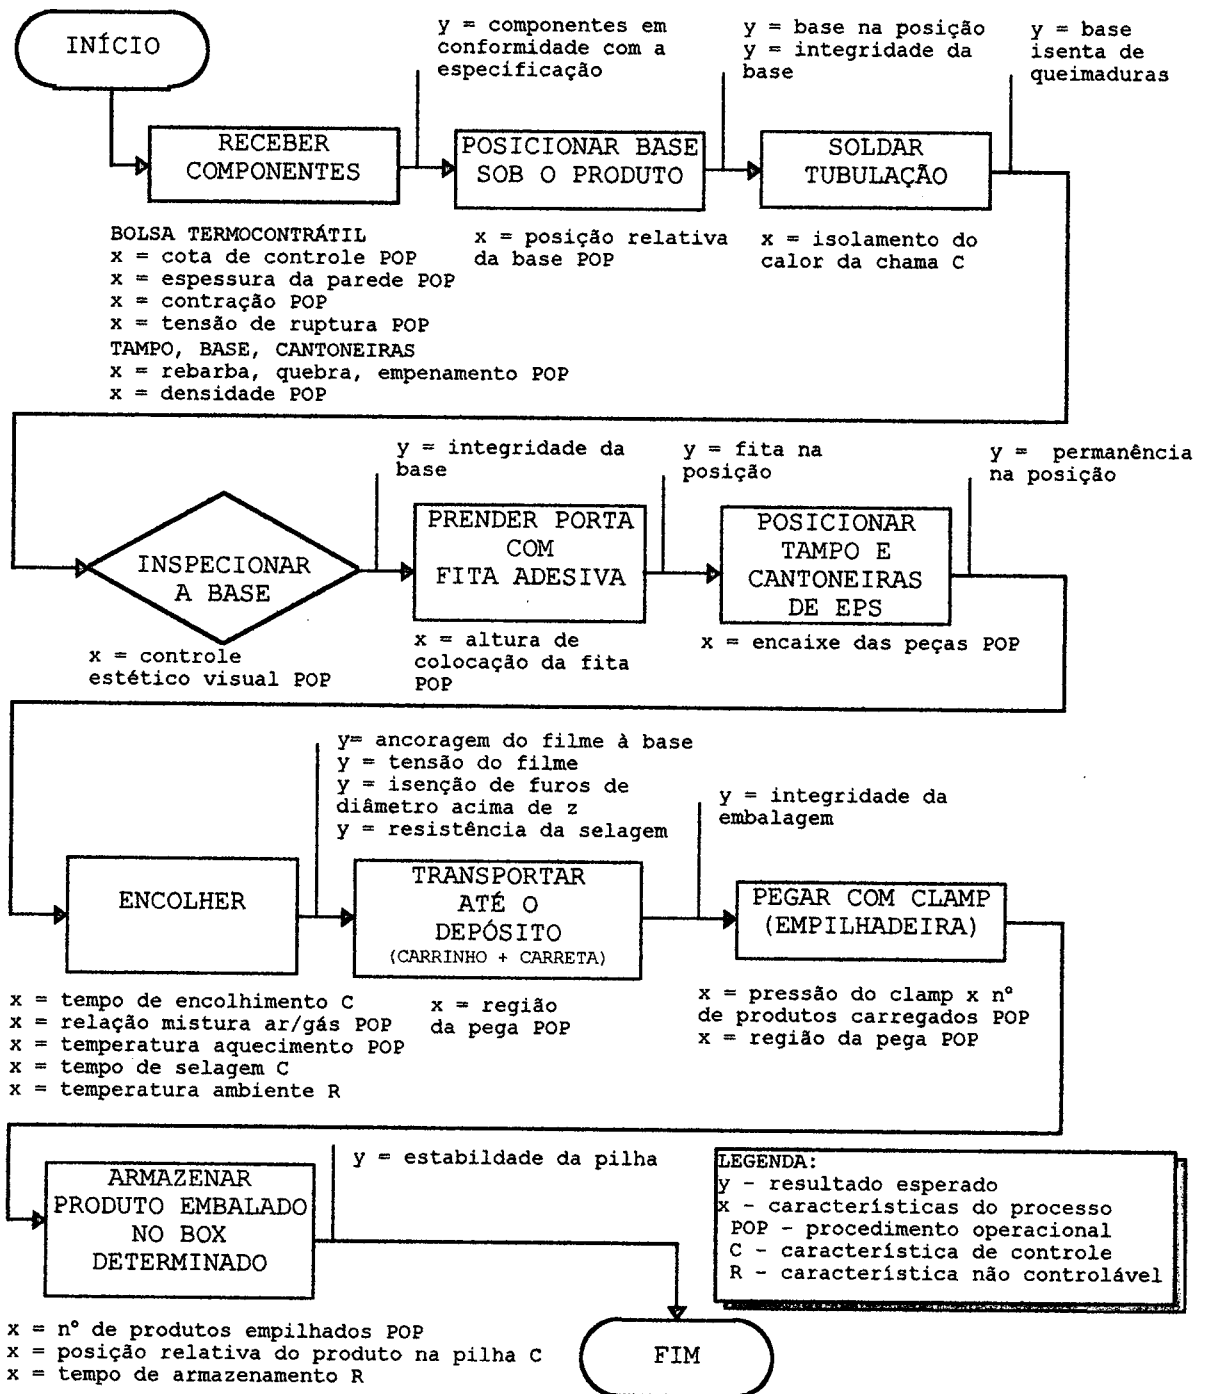 INÍCIO
y = componentes em
conformidade com a
especificação
y = base na posição
y = integridade da
base
y = base
isenta de
queimaduras
RECEBER
COMPONENTES
POSICIONAR BASE
SOB O PRODUTO
SOLDAR
TUBULAÇÃO
BOLSA TERMOCONTRÁTIL
x = cota de controle POP
x = espessura da parede POP
x = contração POP
x = tensão de ruptura POP
TAMPO, BASE, CANTONEIRAS
x = rebarba, quebra, empenamento POP
x = densidade POP
x = posição relativa
da base POP
x = isolamento do
calor da chama C
y = integridade da
base
y = fita na
posição
y = permanência
na posição
INSPECIONAR
A BASE
PRENDER PORTA
COM
FITA ADESIVA
POSICIONAR
TAMPO E
CANTONEIRAS
DE EPS
x = controle
estético visual POP
x = altura de
colocação da fita
POP
x = encaixe das peças POP
y= ancoragem do filme à base
y = tensão do filme
y = isenção de furos de
diâmetro acima de z
y = resistência da selagem
y = integridade da
embalagem
ENCOLHER
TRANSPORTAR
ATÉ O
DEPÓSITO
(CARRINHO + CARRETA)
PEGAR COM CLAMP
(EMPILHADEIRA)
x = tempo de encolhimento C
x = relação mistura ar/gás POP
x = temperatura aquecimento POP
x = tempo de selagem C
x = temperatura ambiente R
x = região
da pega POP
x = pressão do clamp x nº
de produtos carregados POP
x = região da pega POP
y = estabildade da pilha
ARMAZENAR
PRODUTO EMBALADO
NO BOX
DETERMINADO
LEGENDA:
y - resultado esperado
x - características do processo
POP - procedimento operacional
C - característica de controle
R - característica não controlável
x = nº de produtos empilhados POP
x = posição relativa do produto na pilha C
x = tempo de armazenamento R
FIM